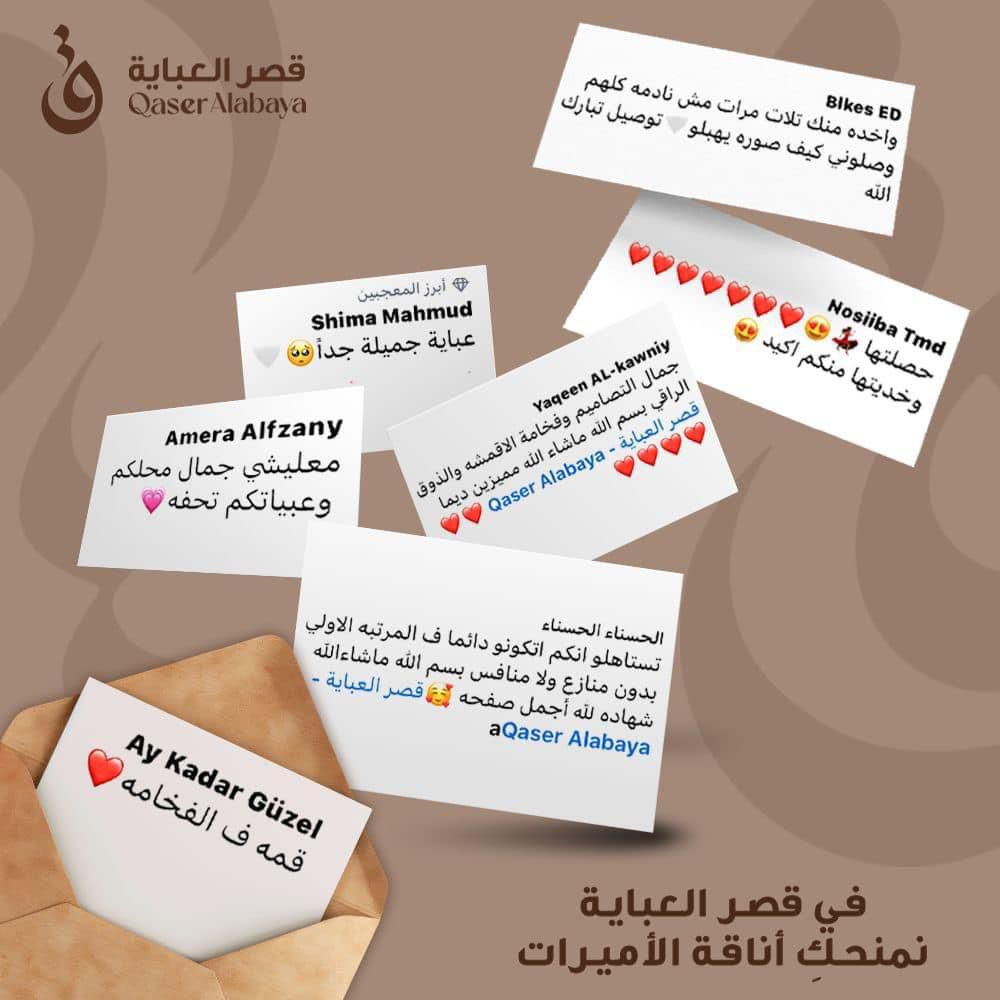 قصر العباية
Qaser Alabaya
Blkes ED
واخده منك تلات مرات مش نادمه كلهم
وصلوني كيف صوره يهبلو🤍 توصيل تبارك
الله
Nosiiba Tmd
حصلتها 💃😍❤️❤️❤️❤️❤️❤️❤️
وخديتها منكم اكيد 😍
أبرز المعجبين
Shima Mahmud
عباية جميلة جداً🥺🤍
Yaqeen AL-kawniy
جمال التصاميم وفخامة الاقمشه والذوق
الراقي بسم الله ماشاء الله مميزين ديما
قصر العباية - Qaser Alabaya ❤️❤️
❤️❤️❤️❤️
Amera Alfzany
معليشي جمال محلكم
وعبياتكم تحفه💗
الحسناء الحسناء
تستاهلو انكم اتكونو دائما ف المرتبه الاولي
بدون منازع ولا منافس بسم الله ماشاءالله
شهاده لله أجمل صفحه 🥰قصر العباية -
aQaser Alabaya
Ay Kadar Güzel
قمه ف الفخامه❤️
في قصر العباية
نمنحكِ أناقة الأميرات